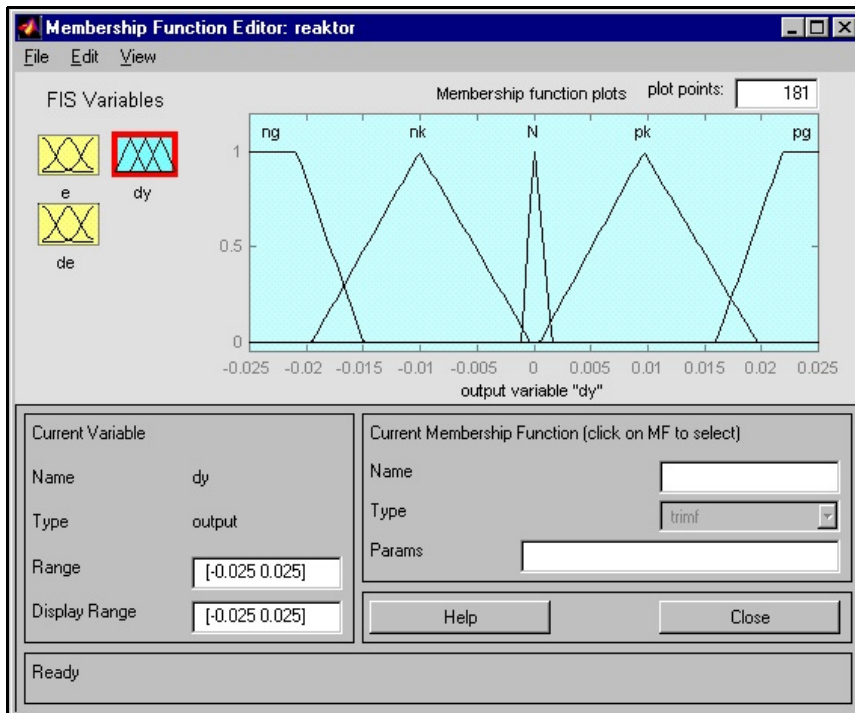 Membership Function Editor: reaktor
File Edit View
FIS Variables
e
dy
de
Membership function plots plot points: 181
ng nk N pk pg
1
0.5
0
-0.025 -0.02 -0.015 -0.01 -0.005 0 0.005 0.01 0.015 0.02 0.025
output variable "dy"
Current Variable
Name dy
Type output
Range [-0.025 0.025]
Display Range [-0.025 0.025]
Current Membership Function (click on MF to select)
Name
Type trimf
Params
Help Close
Ready